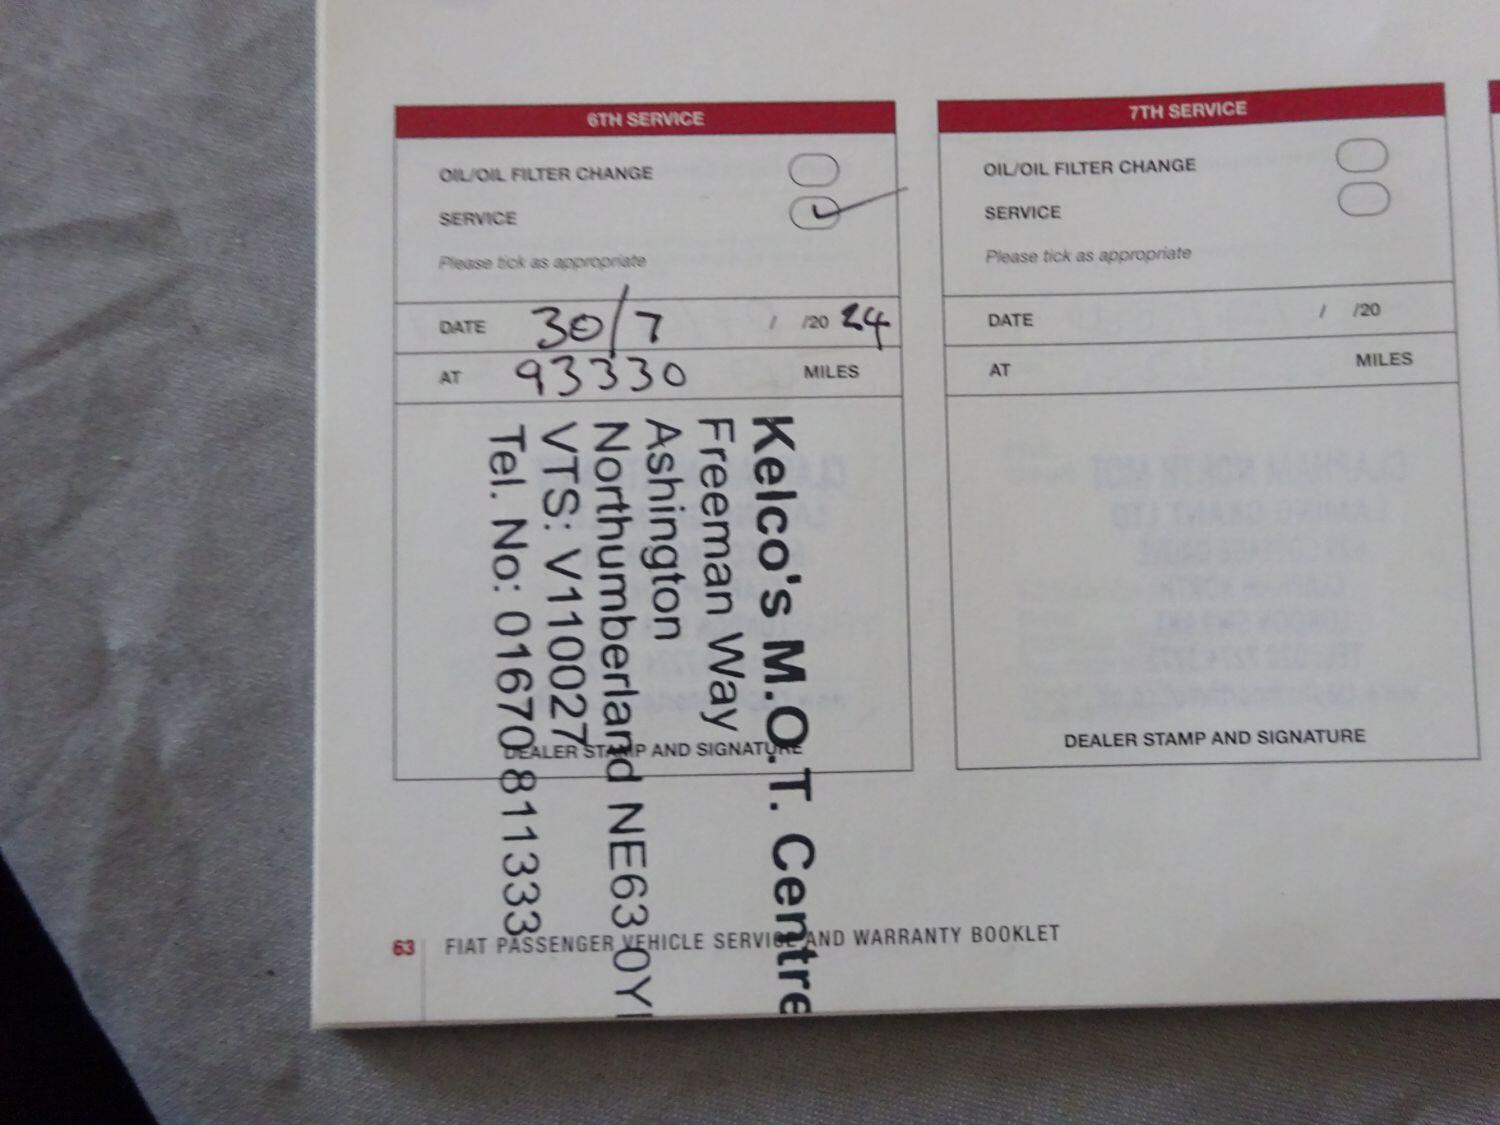 6TH SERVICE
OIL/OIL FILTER CHANGE
SERVICE
Please tick as appropriate
DATE 30/7 / /20 24
AT 93330 MILES
Kelco's M.O.T. Centre
Freeman Way
Ashington
Northumberland NE63
VTS: V110027
Tel. No: 01670 811333
DEALER STAMP AND SIGNATURE
7TH SERVICE
OIL/OIL FILTER CHANGE
SERVICE
Please tick as appropriate
DATE / /20
AT MILES
DEALER STAMP AND SIGNATURE
63 FIAT PASSENGER VEHICLE SERVICE AND WARRANTY BOOKLET